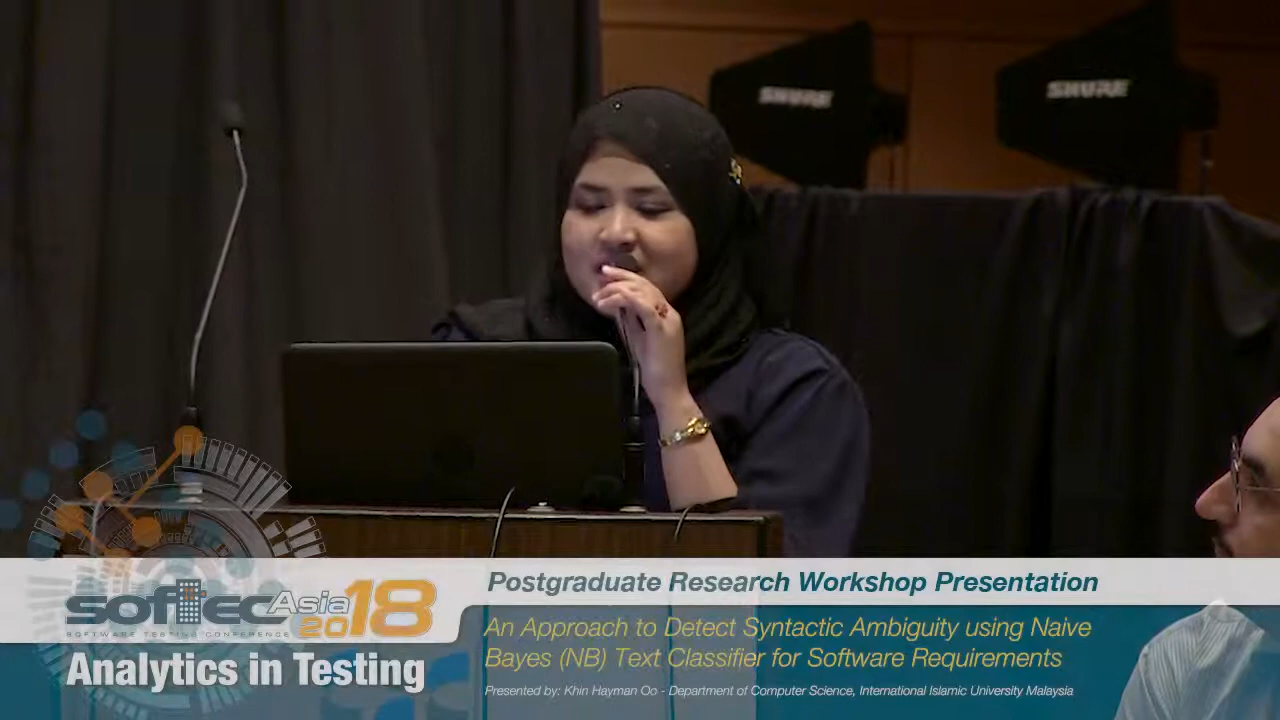 SHURE
SHURE
softtec Asia 2018
SOFTWARE TESTING CONFERENCE
Analytics in Testing
Postgraduate Research Workshop Presentation
An Approach to Detect Syntactic Ambiguity using Naive
Bayes (NB) Text Classifier for Software Requirements
Presented by: Khin Hayman Oo - Department of Computer Science, International Islamic University Malaysia